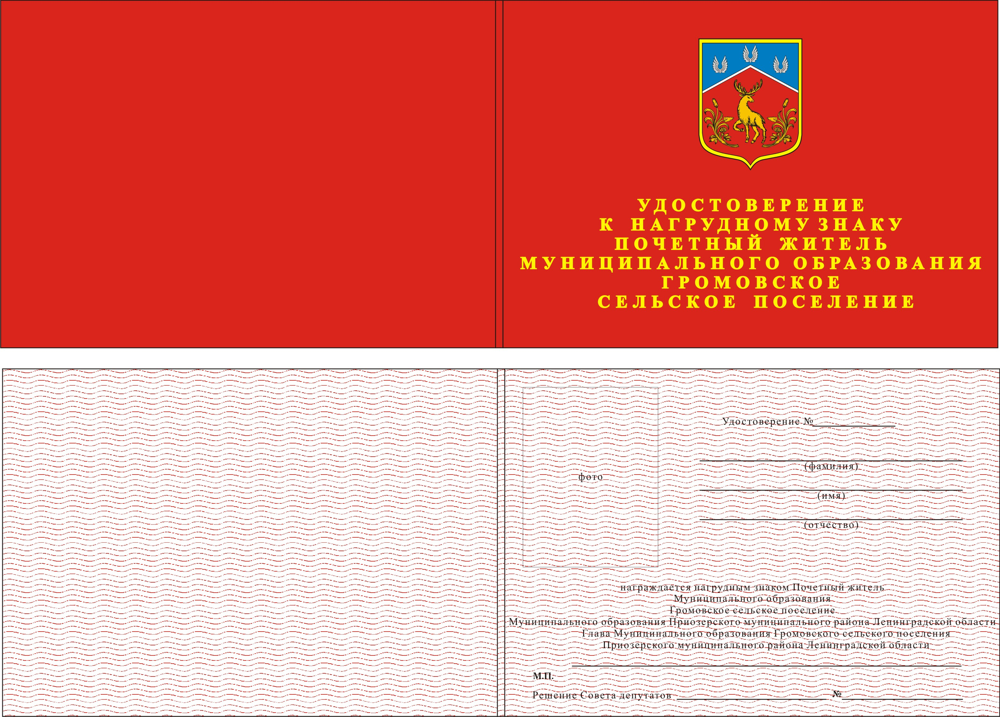 УДОСТОВЕРЕНИЕ
К НАГРУДНОМУ ЗНАКУ
ПОЧЕТНЫЙ ЖИТЕЛЬ
МУНИЦИПАЛЬНОГО ОБРАЗОВАНИЯ
ГРОМОВСКОЕ
СЕЛЬСКОЕ ПОСЕЛЕНИЕ
Удостоверение №
(фамилия)
фото
(имя)
(отчество)
награждается нагрудным знаком Почетный житель
Муниципального образования
Громовское сельское поселение
Муниципального образования Приозерского муниципального района Ленинградской области
Глава Муниципального образования Громовского сельского поселения
Приозерского муниципального района Ленинградской области
М.П.
Решение Совета депутатов №